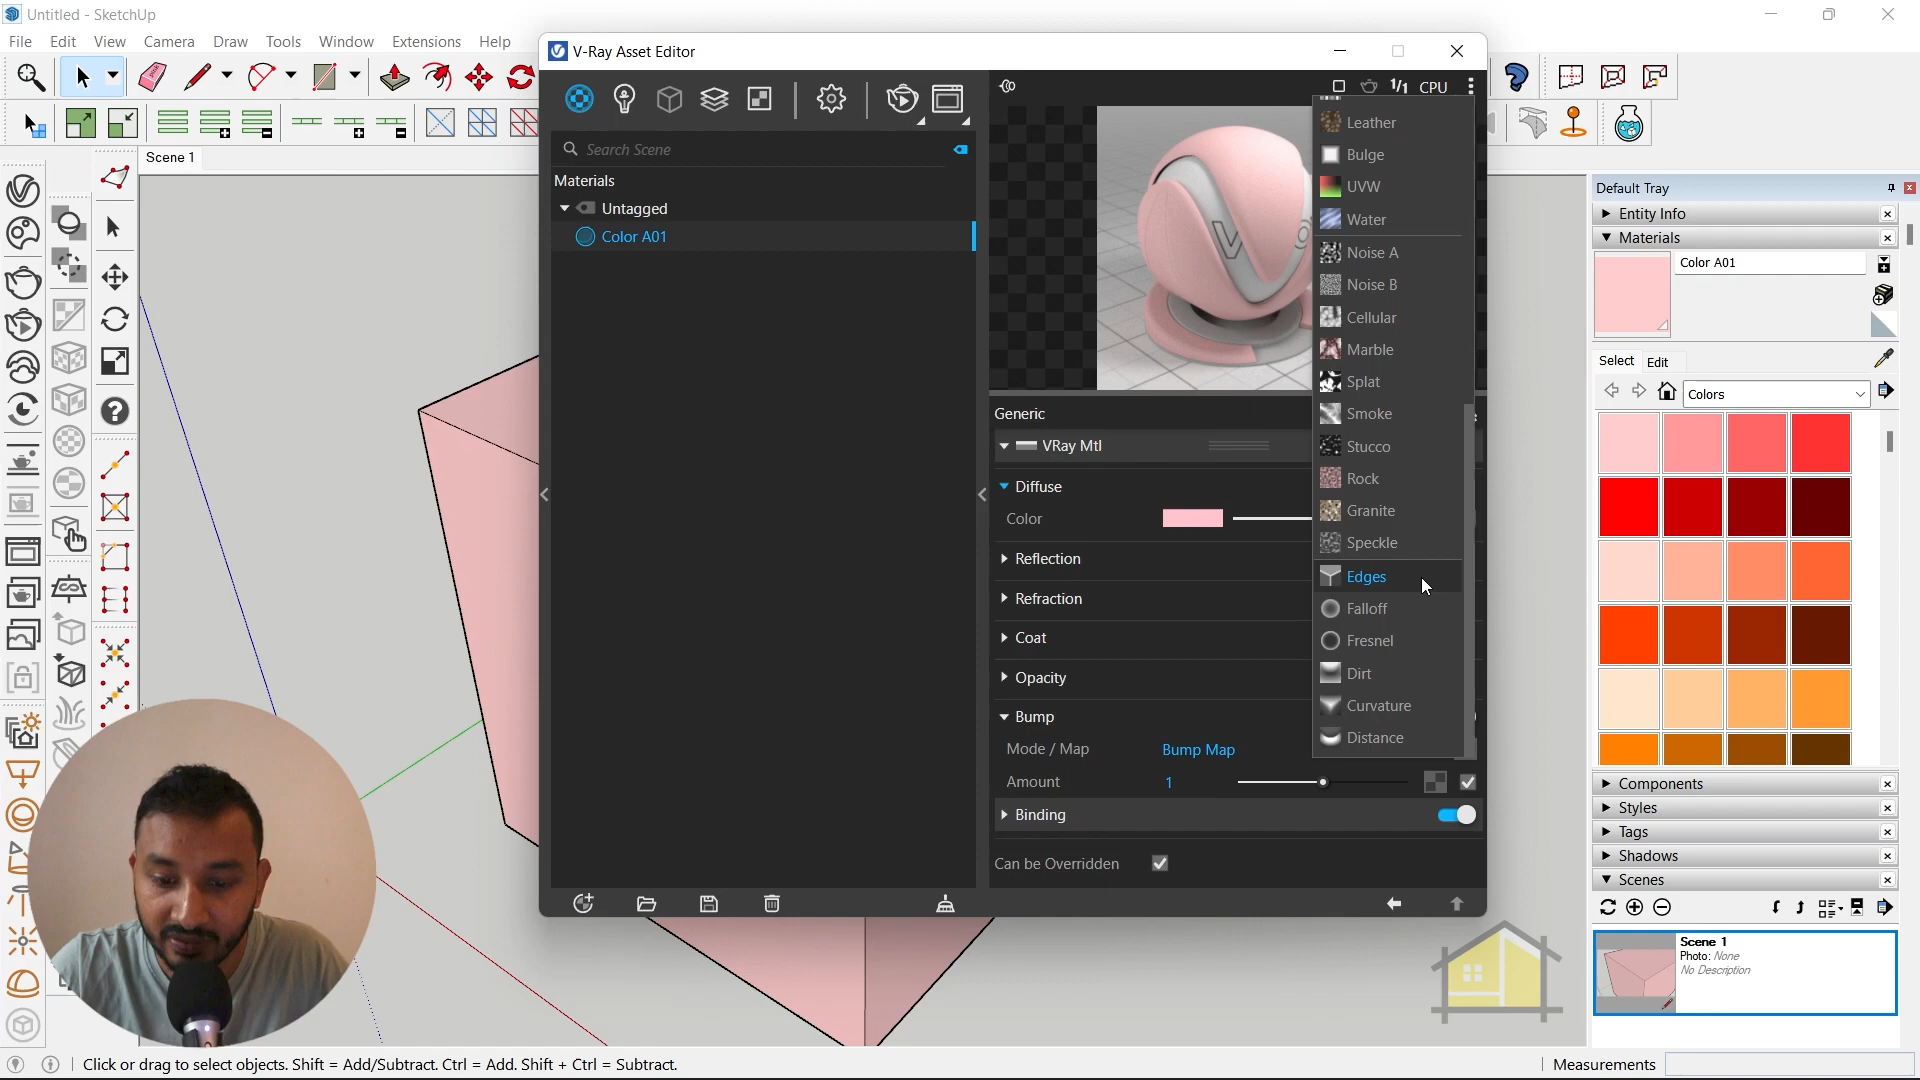 Untitled - SketchUp
File Edit View Camera Draw Tools Window Extensions Help
Scene 1
V-Ray Asset Editor
Search Scene
Materials
Untagged
Color A01
1/1 CPU
Generic
VRay Mtl
Diffuse
Color
Reflection
Refraction
Coat
Opacity
Bump
Mode / Map Bump Map
Amount 1
Binding
Can be Overridden
Leather
Bulge
UVW
Water
Noise A
Noise B
Cellular
Marble
Splat
Smoke
Stucco
Rock
Granite
Speckle
Edges
Falloff
Fresnel
Dirt
Curvature
Distance
Default Tray
Entity Info
Materials
Color A01
Select Edit
Colors
Components
Styles
Tags
Shadows
Scenes
Scene 1
Photo: None
No Description
Click or drag to select objects. Shift = Add/Subtract. Ctrl = Add. Shift + Ctrl = Subtract.
Measurements